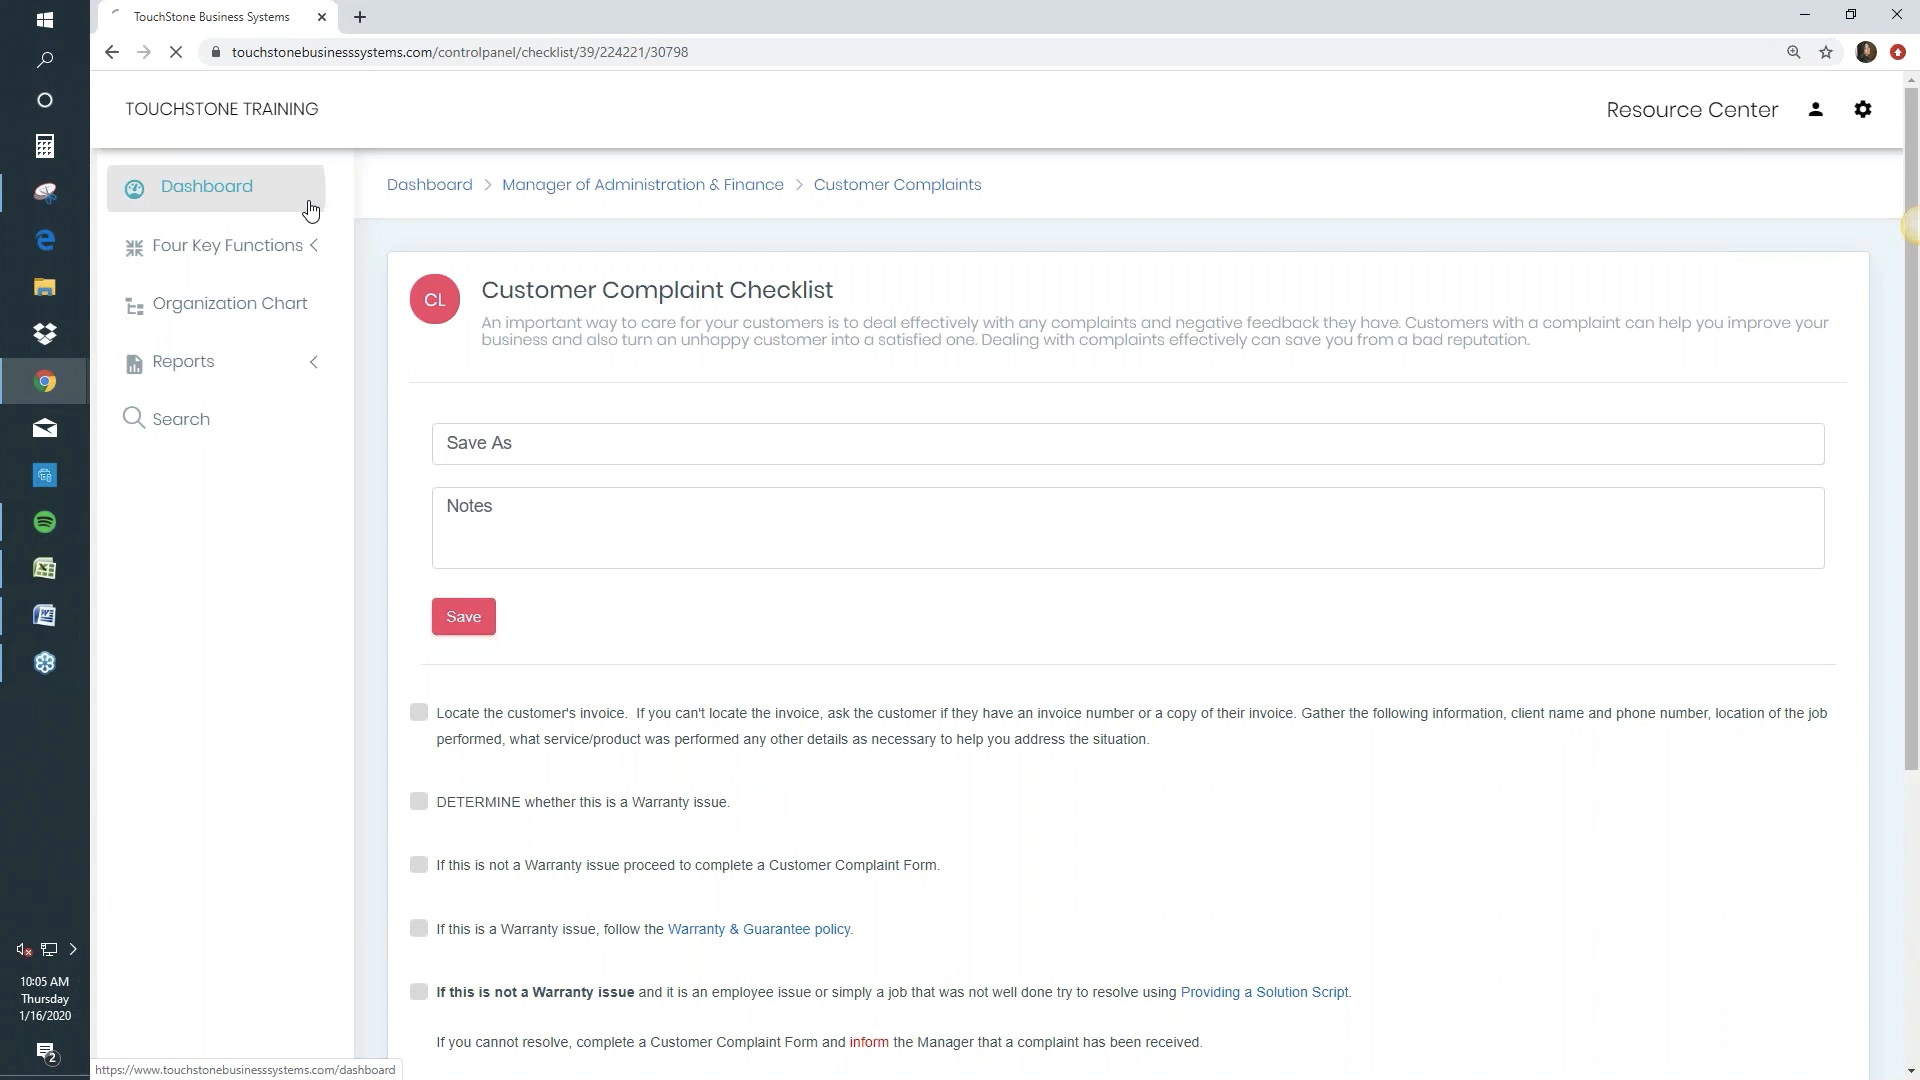 TouchStone Business Systems
touchstonebusinesssystems.com/controlpanel/checklist/39/224221/30798
TOUCHSTONE TRAINING
Resource Center
Dashboard
Four Key Functions
Organization Chart
Reports
Search
Dashboard > Manager of Administration & Finance > Customer Complaints
CL
Customer Complaint Checklist
An important way to care for your customers is to deal effectively with any complaints and negative feedback they have. Customers with a complaint can help you improve your
business and also turn an unhappy customer into a satisfied one. Dealing with complaints effectively can save you from a bad reputation.
Save As
Notes
Save
Locate the customer's invoice.  If you can't locate the invoice, ask the customer if they have an invoice number or a copy of their invoice. Gather the following information, client name and phone number, location of the job
performed, what service/product was performed any other details as necessary to help you address the situation.
DETERMINE whether this is a Warranty issue.
If this is not a Warranty issue proceed to complete a Customer Complaint Form.
If this is a Warranty issue, follow the Warranty & Guarantee policy.
If this is not a Warranty issue and it is an employee issue or simply a job that was not well done try to resolve using Providing a Solution Script.
If you cannot resolve, complete a Customer Complaint Form and inform the Manager that a complaint has been received.
10:05 AM
Thursday
1/16/2020
2
https://www.touchstonebusinesssystems.com/dashboard